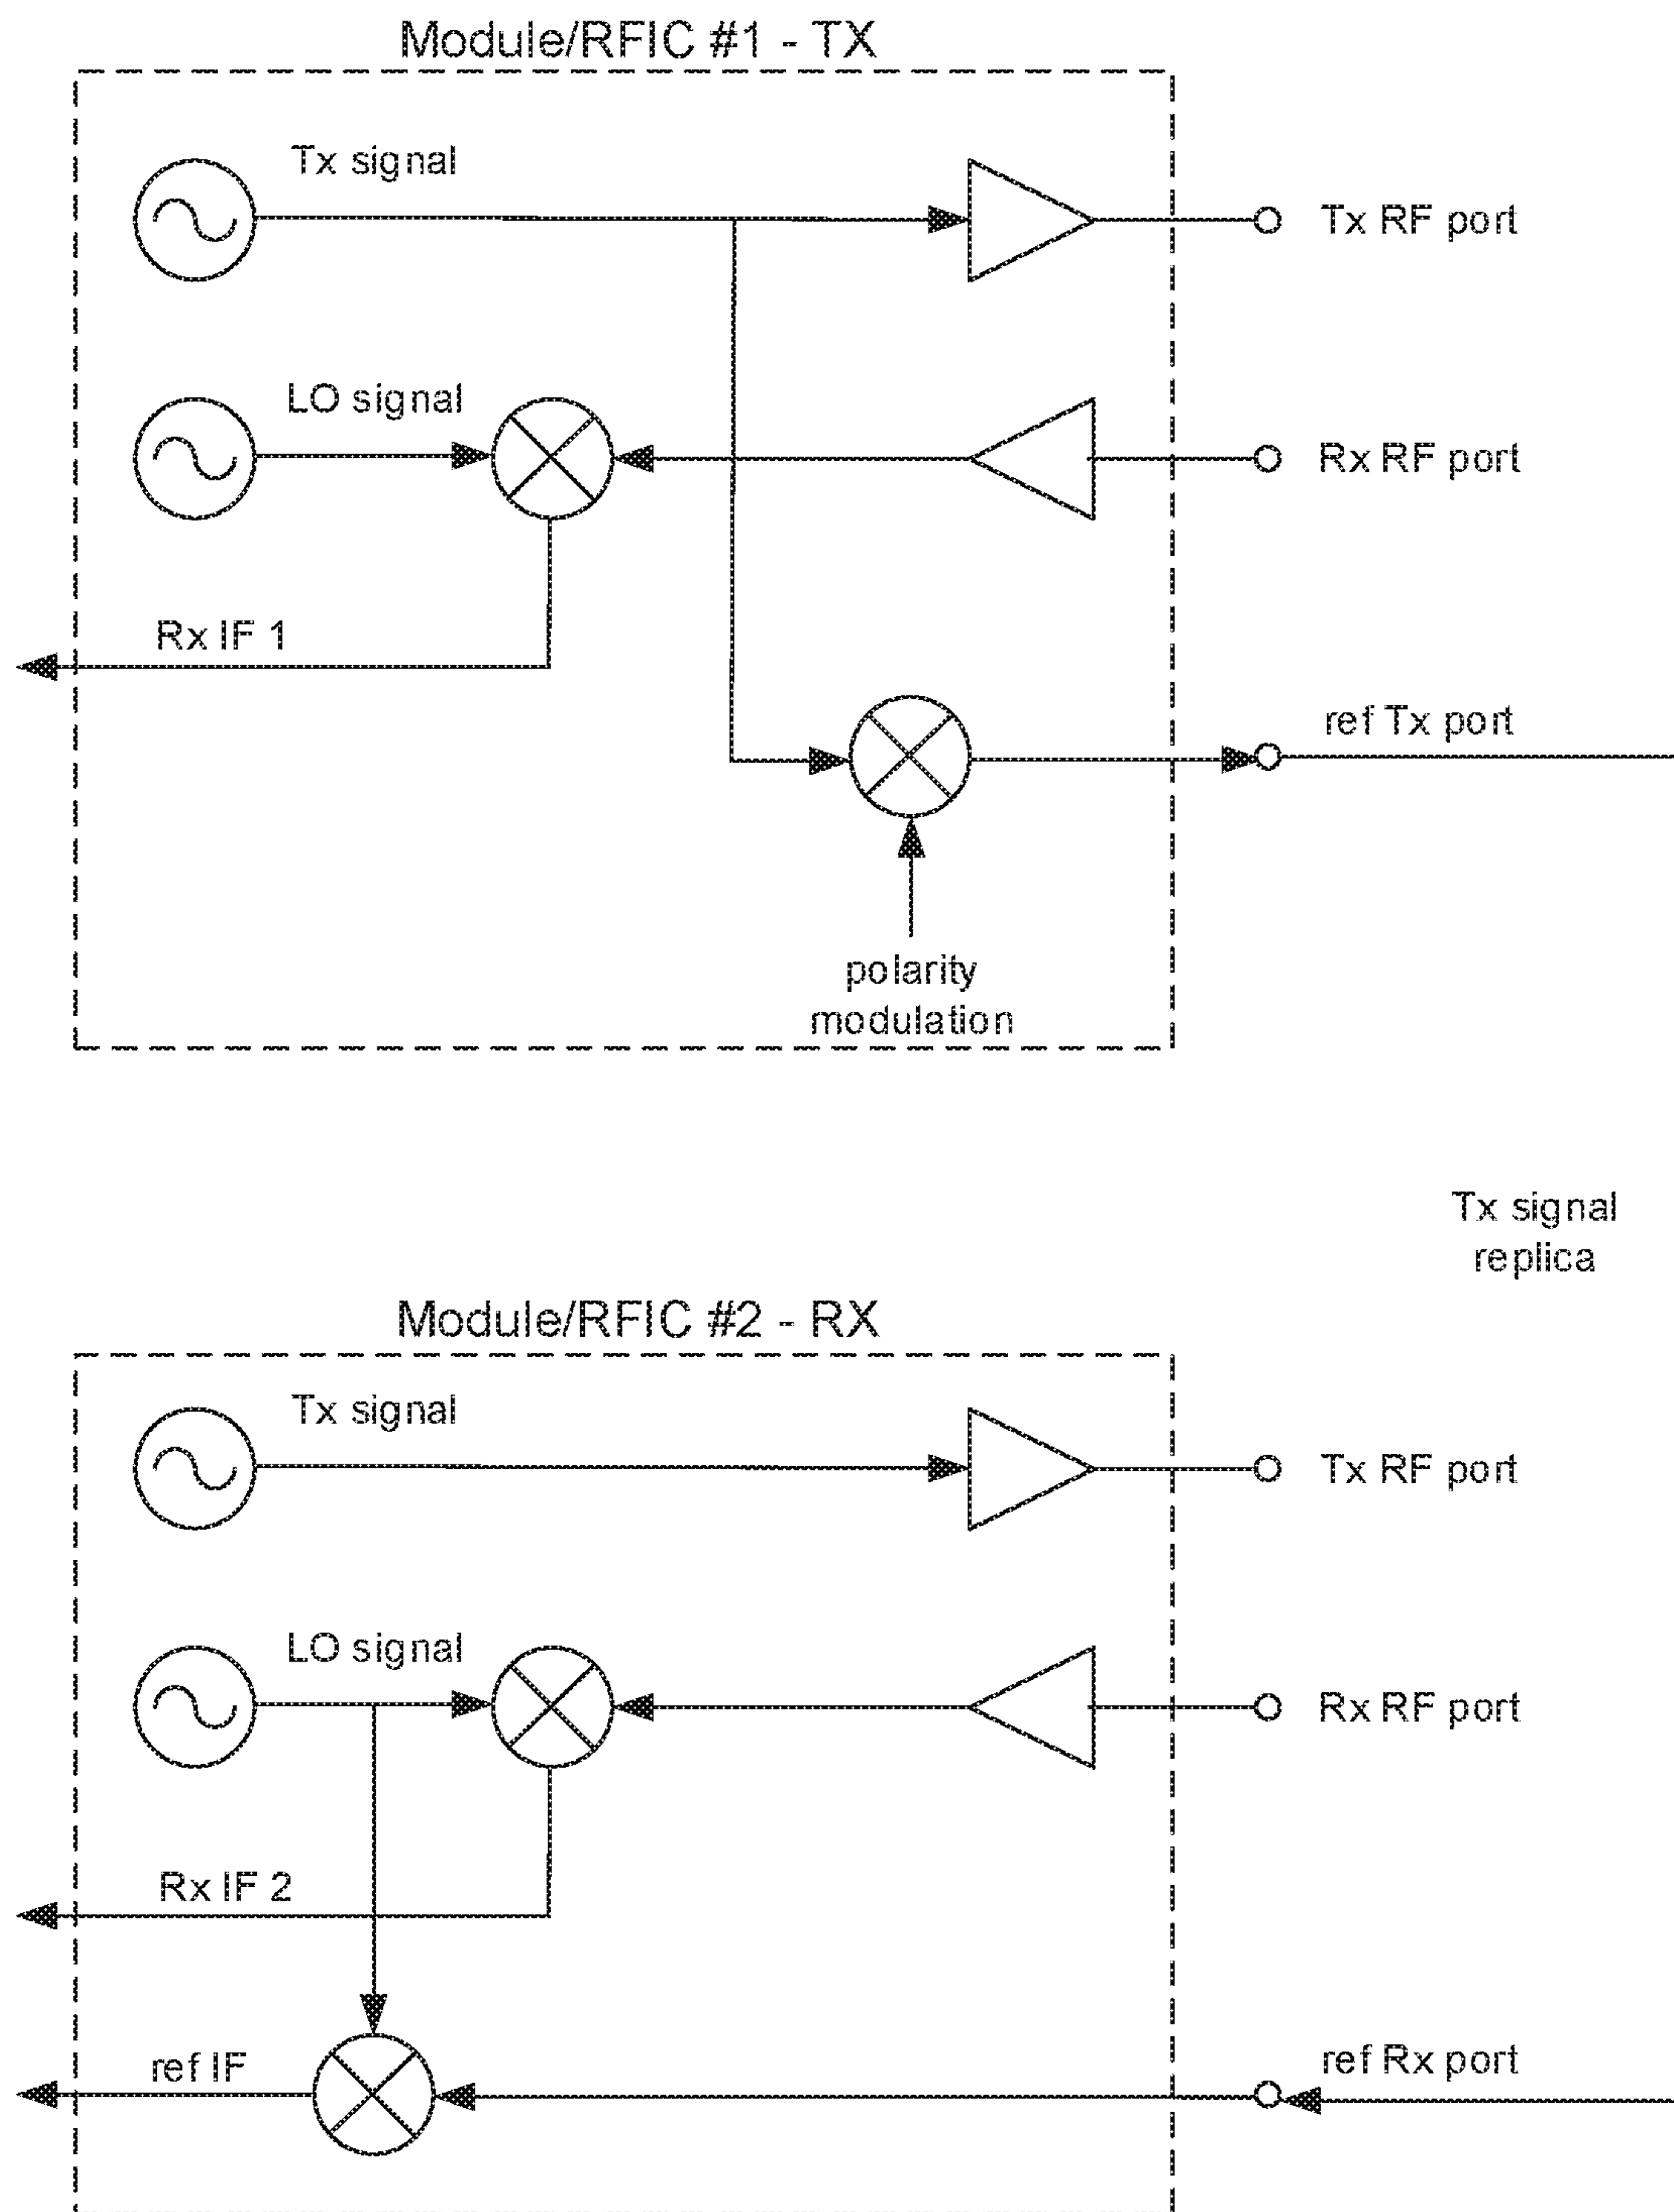 Module/RFIC #1 - TX
Tx signal
Tx RF port
LO signal
Rx RF port
Rx IF 1
ref Tx port
polarity
modulation
Tx signal
replica
Module/RFIC #2 - RX
Tx signal
Tx RF port
LO signal
Rx RF port
Rx IF 2
ref IF
ref Rx port